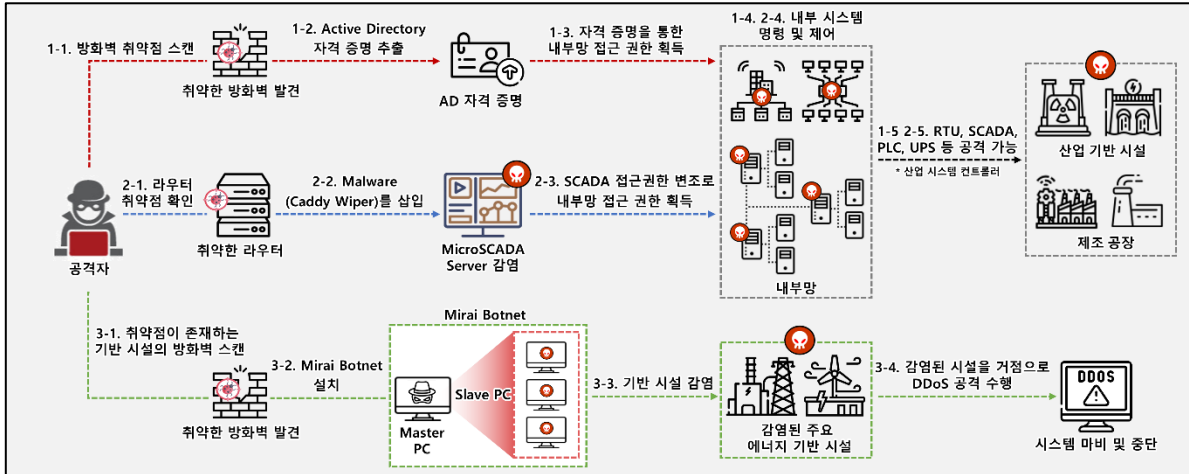 1-1. 방화벽 취약점 스캔
취약한 방화벽 발견
1-2. Active Directory
자격 증명 추출
AD 자격 증명
1-3. 자격 증명을 통한
내부망 접근 권한 획득
1-4. 2-4. 내부 시스템
명령 및 제어
공격자
2-1. 라우터
취약점 확인
취약한 라우터
2-2. Malware
(Caddy Wiper)를 삽입
MicroSCADA
Server 감염
2-3. SCADA 접근권한 변조로
내부망 접근 권한 획득
내부망
1-5 2-5. RTU, SCADA,
PLC, UPS 등 공격 가능
* 산업 시스템 컨트롤러
산업 기반 시설
제조 공장
3-1. 취약점이 존재하는
기반 시설의 방화벽 스캔
취약한 방화벽 발견
3-2. Mirai Botnet
설치
Mirai Botnet
Master
PC
Slave PC
3-3. 기반 시설 감염
감염된 주요
에너지 기반 시설
3-4. 감염된 시설을 거점으로
DDoS 공격 수행
DDOS
시스템 마비 및 중단